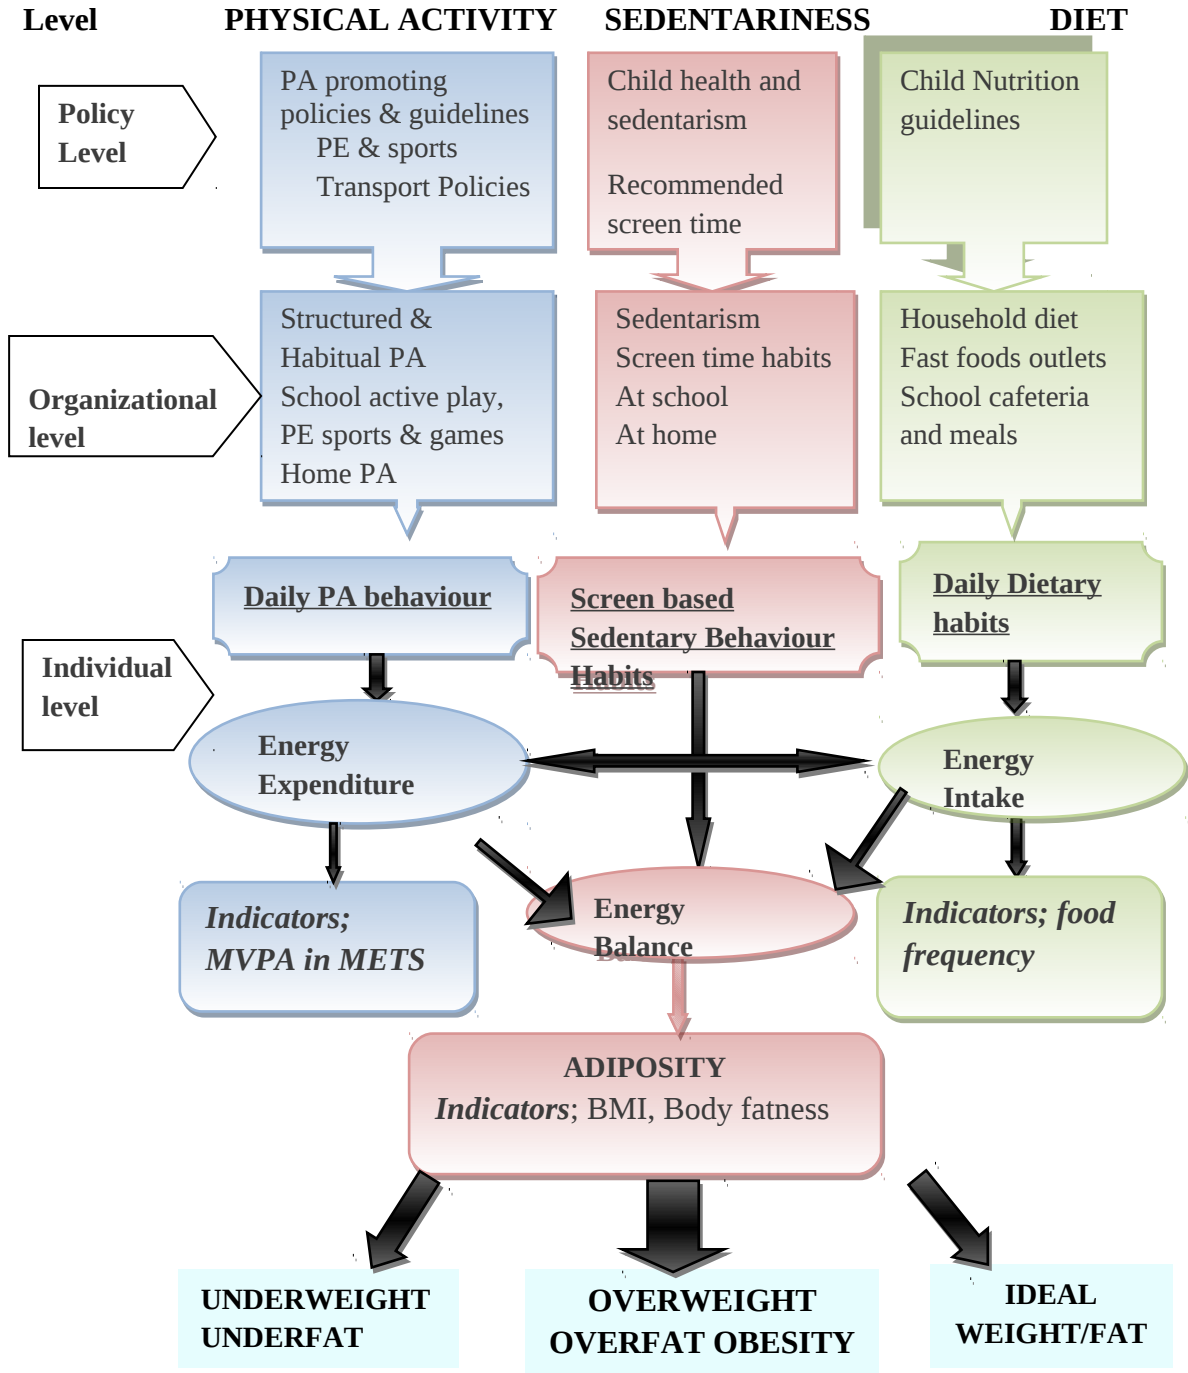 Level PHYSICAL ACTIVITY SEDENTARINESS DIET
Policy
Level
PA promoting
policies & guidelines
PE & sports
Transport Policies
Child health and
sedentarism
Recommended
screen time
Child Nutrition
guidelines
Organizational
level
Structured &
Habitual PA
School active play,
PE sports & games
Home PA
Sedentarism
Screen time habits
At school
At home
Household diet
Fast foods outlets
School cafeteria
and meals
Individual
level
Daily PA behaviour
Screen based
Sedentary Behaviour
Habits
Daily Dietary
habits
Energy
Expenditure
Energy
Intake
Indicators;
MVPA in METS
Energy
Balance
Indicators; food
frequency
ADIPOSITY
Indicators; BMI, Body fatness
UNDERWEIGHT
UNDERFAT
OVERWEIGHT
OVERFAT OBESITY
IDEAL
WEIGHT/FAT